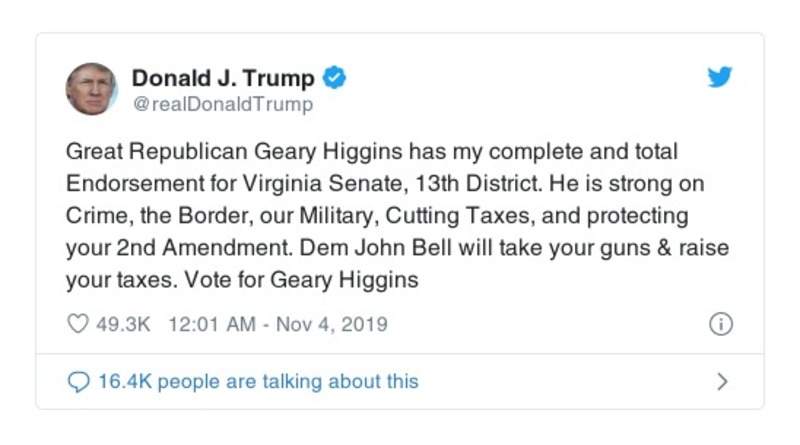 Donald J. Trump
@realDonaldTrump
Great Republican Geary Higgins has my complete and total
Endorsement for Virginia Senate, 13th District. He is strong on
Crime, the Border, our Military, Cutting Taxes, and protecting
your 2nd Amendment. Dem John Bell will take your guns & raise
your taxes. Vote for Geary Higgins
49.3K 12:01 AM - Nov 4, 2019
16.4K people are talking about this